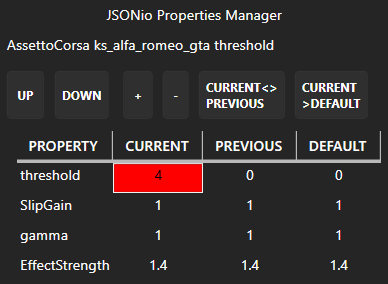 JSONio Properties Manager
AssettoCorsa ks_alfa_romeo_gta threshold
UP DOWN + - CURRENT<> PREVIOUS CURRENT >DEFAULT
PROPERTY CURRENT PREVIOUS DEFAULT
threshold 4 0 0
SlipGain 1 1 1
gamma 1 1 1
EffectStrength 1.4 1.4 1.4